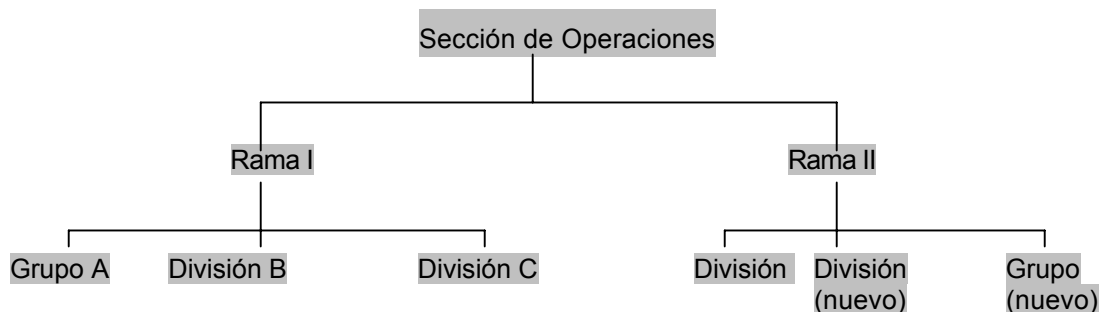 Sección de Operaciones
Rama I
Rama II
Grupo A
División B
División C
División
División
(nuevo)
Grupo
(nuevo)